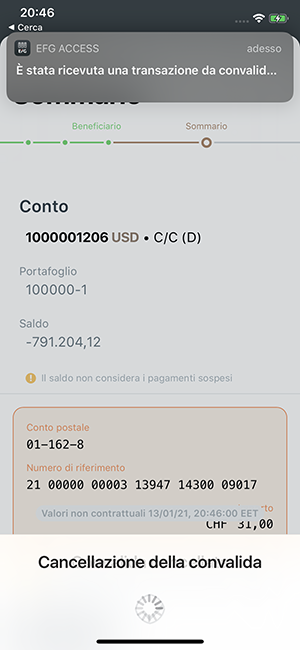 20:46
Cerca
EFG ACCESS adesso
È stata ricevuta una transazione da convalid...
Sommario
Beneficiario Sommario
Conto
1000001206 USD • C/C (D)
Portafoglio
100000-1
Saldo
-791.204,12
Il saldo non considera i pagamenti sospesi
Conto postale
01-162-8
Numero di riferimento
21 00000 00003 13947 14300 09017
Valori non contrattuali 13/01/21, 20:46:00 EET
CHF 31,00
Cancellazione della convalida